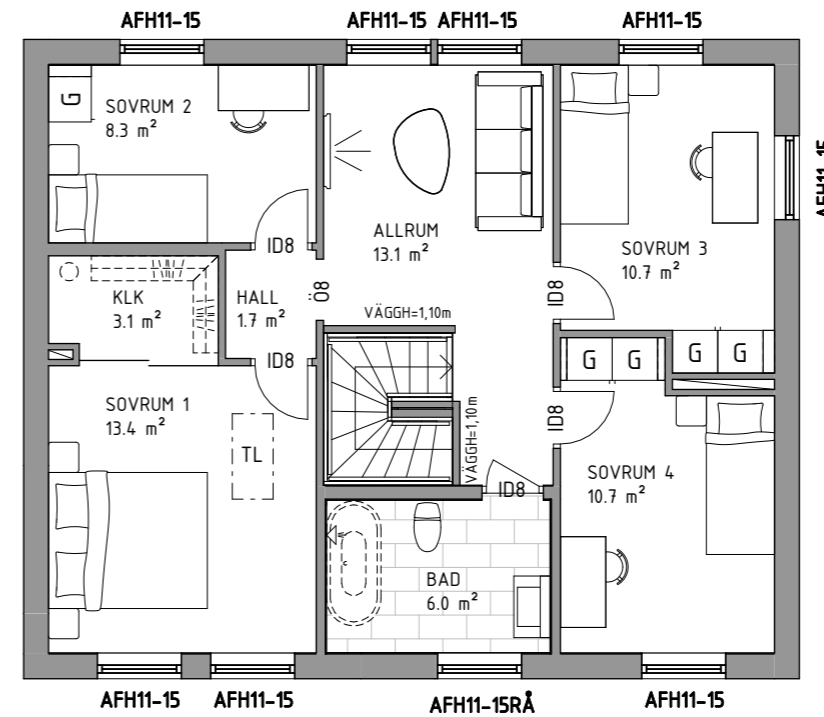 AFH11-15
AFH11-15
AFH11-15
AFH11-15
G
SOVRUM 2
8.3 m²
ALLRUM
13.1 m²
SOVRUM 3
10.7 m²
AFH11-15
ID8
KLK
3.1 m²
HALL
1.7 m²
Ö8
VÄGGH=1,10m
ID8
ID8
G
G
G
G
SOVRUM 1
13.4 m²
TL
VÄGGH=1,10m
ID8
ID8
SOVRUM 4
10.7 m²
BAD
6.0 m²
AFH11-15
AFH11-15
AFH11-15RÅ
AFH11-15